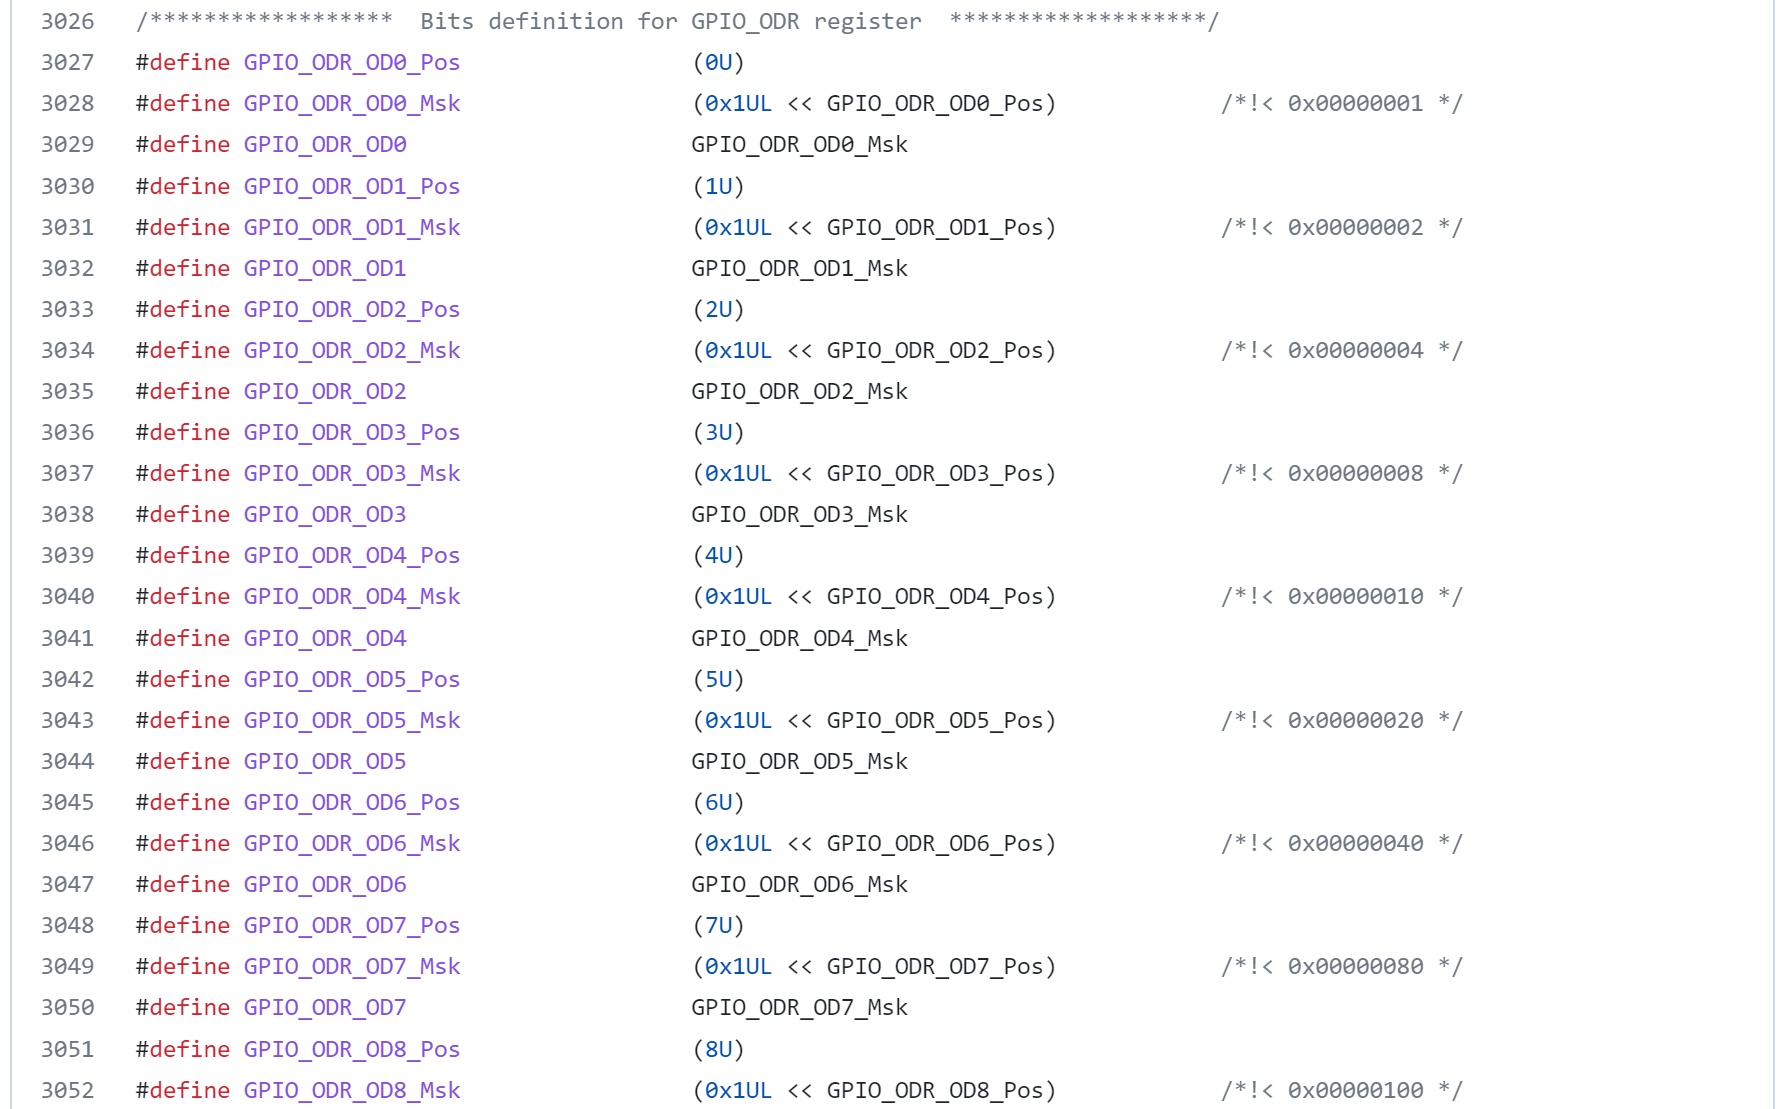 3026 /****************** Bits definition for GPIO_ODR register *******************/
3027 #define GPIO_ODR_OD0_Pos (0U)
3028 #define GPIO_ODR_OD0_Msk (0x1UL << GPIO_ODR_OD0_Pos) /*!< 0x00000001 */
3029 #define GPIO_ODR_OD0 GPIO_ODR_OD0_Msk
3030 #define GPIO_ODR_OD1_Pos (1U)
3031 #define GPIO_ODR_OD1_Msk (0x1UL << GPIO_ODR_OD1_Pos) /*!< 0x00000002 */
3032 #define GPIO_ODR_OD1 GPIO_ODR_OD1_Msk
3033 #define GPIO_ODR_OD2_Pos (2U)
3034 #define GPIO_ODR_OD2_Msk (0x1UL << GPIO_ODR_OD2_Pos) /*!< 0x00000004 */
3035 #define GPIO_ODR_OD2 GPIO_ODR_OD2_Msk
3036 #define GPIO_ODR_OD3_Pos (3U)
3037 #define GPIO_ODR_OD3_Msk (0x1UL << GPIO_ODR_OD3_Pos) /*!< 0x00000008 */
3038 #define GPIO_ODR_OD3 GPIO_ODR_OD3_Msk
3039 #define GPIO_ODR_OD4_Pos (4U)
3040 #define GPIO_ODR_OD4_Msk (0x1UL << GPIO_ODR_OD4_Pos) /*!< 0x00000010 */
3041 #define GPIO_ODR_OD4 GPIO_ODR_OD4_Msk
3042 #define GPIO_ODR_OD5_Pos (5U)
3043 #define GPIO_ODR_OD5_Msk (0x1UL << GPIO_ODR_OD5_Pos) /*!< 0x00000020 */
3044 #define GPIO_ODR_OD5 GPIO_ODR_OD5_Msk
3045 #define GPIO_ODR_OD6_Pos (6U)
3046 #define GPIO_ODR_OD6_Msk (0x1UL << GPIO_ODR_OD6_Pos) /*!< 0x00000040 */
3047 #define GPIO_ODR_OD6 GPIO_ODR_OD6_Msk
3048 #define GPIO_ODR_OD7_Pos (7U)
3049 #define GPIO_ODR_OD7_Msk (0x1UL << GPIO_ODR_OD7_Pos) /*!< 0x00000080 */
3050 #define GPIO_ODR_OD7 GPIO_ODR_OD7_Msk
3051 #define GPIO_ODR_OD8_Pos (8U)
3052 #define GPIO_ODR_OD8_Msk (0x1UL << GPIO_ODR_OD8_Pos) /*!< 0x00000100 */